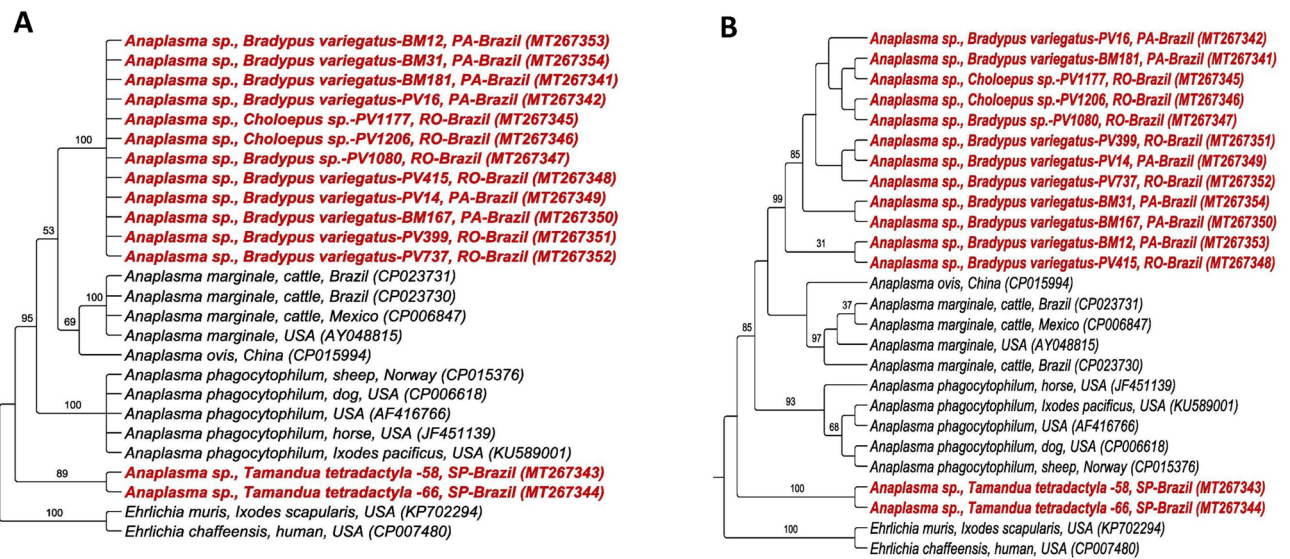 A
Anaplasma sp., Bradypus variegatus-BM12, PA-Brazil (MT267353)
Anaplasma sp., Bradypus variegatus-BM31, PA-Brazil (MT267354)
Anaplasma sp., Bradypus variegatus-BM181, PA-Brazil (MT267341)
Anaplasma sp., Bradypus variegatus-PV16, PA-Brazil (MT267342)
Anaplasma sp., Choloepus sp.-PV1177, RO-Brazil (MT267345)
Anaplasma sp., Choloepus sp.-PV1206, RO-Brazil (MT267346)
100
Anaplasma sp., Bradypus sp.-PV1080, RO-Brazil (MT267347)
Anaplasma sp., Bradypus variegatus-PV415, RO-Brazil (MT267348)
Anaplasma sp., Bradypus variegatus-PV14, PA-Brazil (MT267349)
Anaplasma sp., Bradypus variegatus-BM167, PA-Brazil (MT267350)
53
Anaplasma sp., Bradypus variegatus-PV399, RO-Brazil (MT267351)
Anaplasma sp., Bradypus variegatus-PV737, RO-Brazil (MT267352)
Anaplasma marginale, cattle, Brazil (CP023731)
100
Anaplasma marginale, cattle, Brazil (CP023730)
Anaplasma marginale, cattle, Mexico (CP006847)
95
69
Anaplasma marginale, USA (AY048815)
Anaplasma ovis, China (CP015994)
Anaplasma phagocytophilum, sheep, Norway (CP015376)
Anaplasma phagocytophilum, dog, USA (CP006618)
100
Anaplasma phagocytophilum, USA (AF416766)
Anaplasma phagocytophilum, horse, USA (JF451139)
Anaplasma phagocytophilum, Ixodes pacificus, USA (KU589001)
89
Anaplasma sp., Tamandua tetradactyla -58, SP-Brazil (MT267343)
Anaplasma sp., Tamandua tetradactyla -66, SP-Brazil (MT267344)
100
Ehrlichia muris, Ixodes scapularis, USA (KP702294)
Ehrlichia chaffeensis, human, USA (CP007480)
B
Anaplasma sp., Bradypus variegatus-PV16, PA-Brazil (MT267342)
Anaplasma sp., Bradypus variegatus-BM181, PA-Brazil (MT267341)
Anaplasma sp., Choloepus sp.-PV1177, RO-Brazil (MT267345)
Anaplasma sp., Choloepus sp.-PV1206, RO-Brazil (MT267346)
Anaplasma sp., Bradypus sp.-PV1080, RO-Brazil (MT267347)
Anaplasma sp., Bradypus variegatus-PV399, RO-Brazil (MT267351)
85
Anaplasma sp., Bradypus variegatus-PV14, PA-Brazil (MT267349)
Anaplasma sp., Bradypus variegatus-PV737, RO-Brazil (MT267352)
99
Anaplasma sp., Bradypus variegatus-BM31, PA-Brazil (MT267354)
Anaplasma sp., Bradypus variegatus-BM167, PA-Brazil (MT267350)
31
Anaplasma sp., Bradypus variegatus-BM12, PA-Brazil (MT267353)
Anaplasma sp., Bradypus variegatus-PV415, RO-Brazil (MT267348)
Anaplasma ovis, China (CP015994)
37
Anaplasma marginale, cattle, Brazil (CP023731)
Anaplasma marginale, cattle, Mexico (CP006847)
85
97
Anaplasma marginale, USA (AY048815)
Anaplasma marginale, cattle, Brazil (CP023730)
Anaplasma phagocytophilum, horse, USA (JF451139)
93
Anaplasma phagocytophilum, Ixodes pacificus, USA (KU589001)
68
Anaplasma phagocytophilum, USA (AF416766)
Anaplasma phagocytophilum, dog, USA (CP006618)
Anaplasma phagocytophilum, sheep, Norway (CP015376)
100
Anaplasma sp., Tamandua tetradactyla -58, SP-Brazil (MT267343)
Anaplasma sp., Tamandua tetradactyla -66, SP-Brazil (MT267344)
100
Ehrlichia muris, Ixodes scapularis, USA (KP702294)
Ehrlichia chaffeensis, human, USA (CP007480)